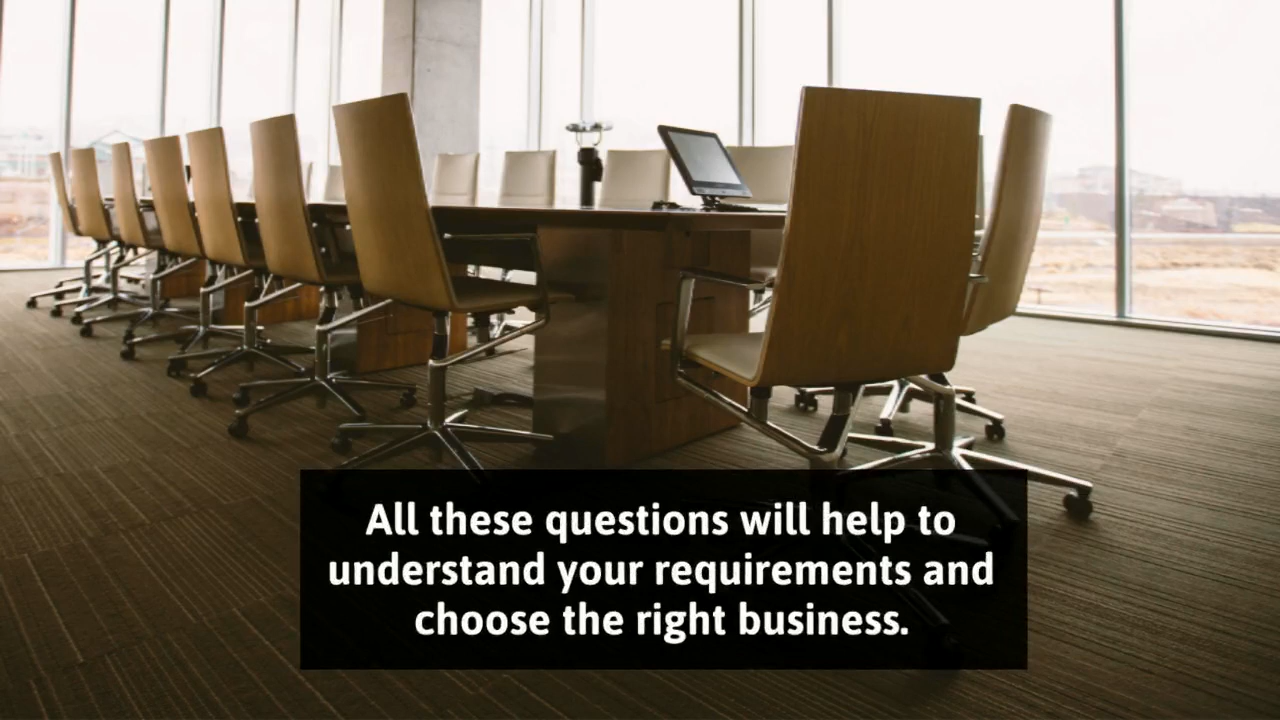 All these questions will help to
understand your requirements and
choose the right business.